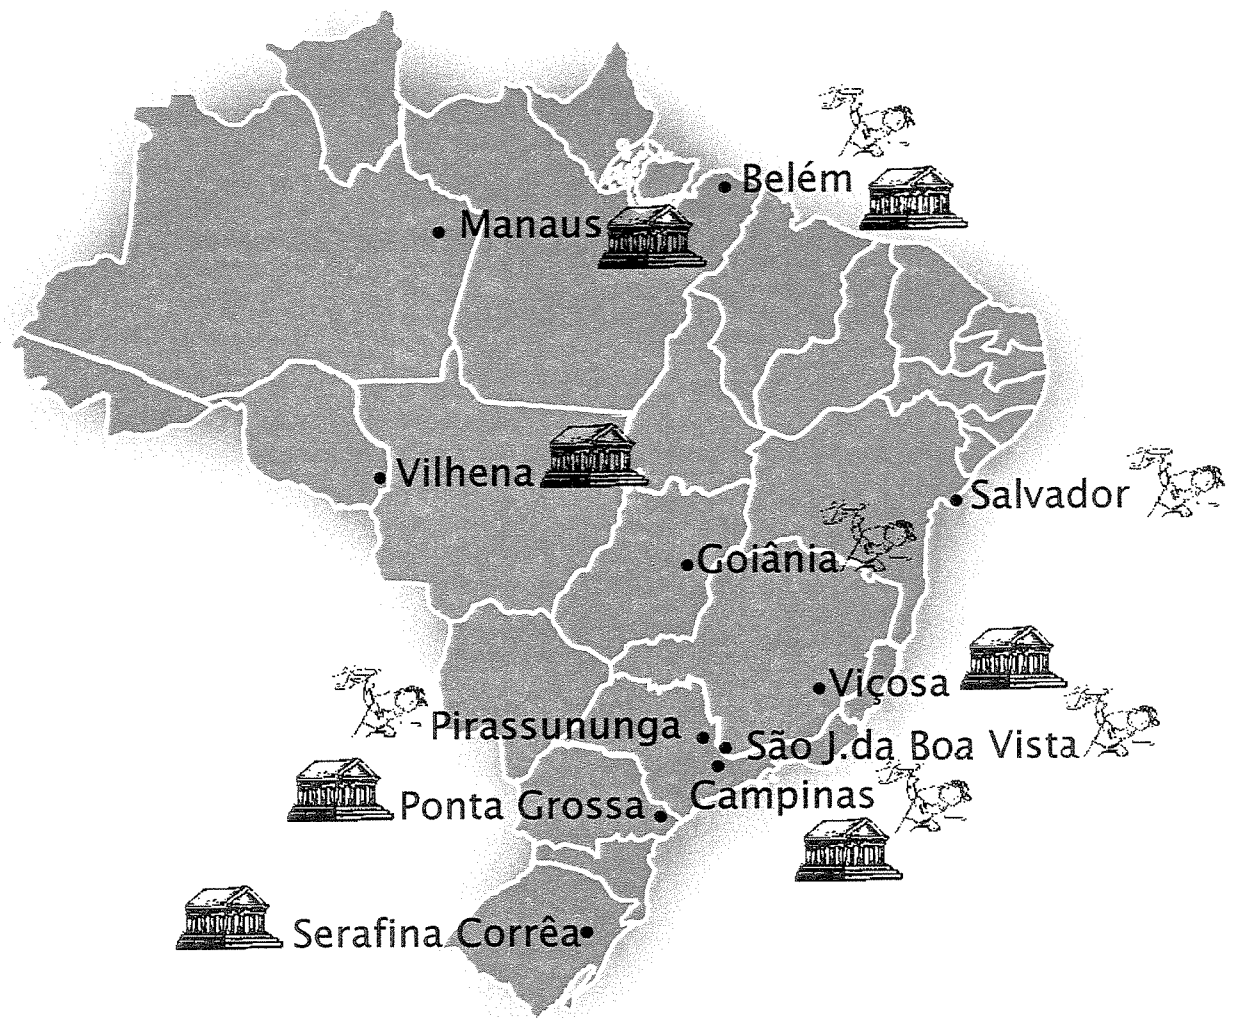 Belém
Manaus
Vilhena
Salvador
Goiânia
Viçosa
Pirassununga
São J.da Boa Vista
Campinas
Ponta Grossa
Serafina Corrêa